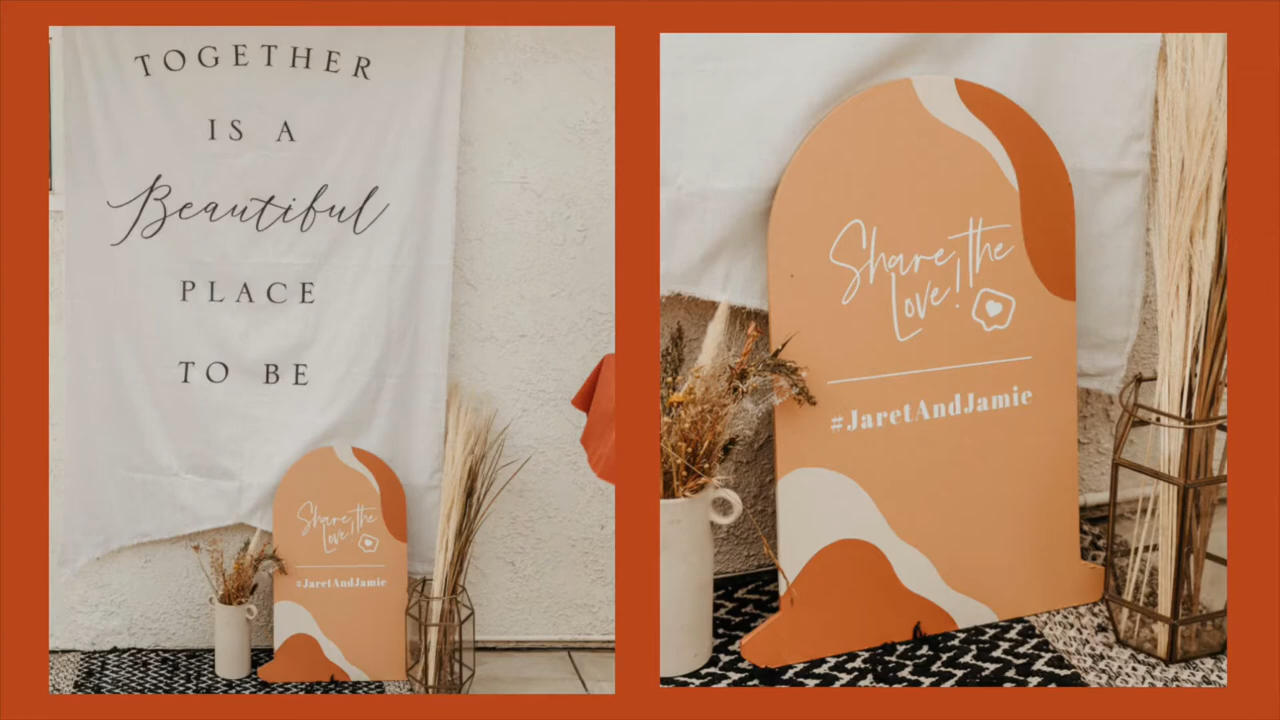 TOGETHER
IS A
Beautiful
PLACE
TO BE
Share the
Love!
#JaretAndJamie
Share the
Love!
#JaretAndJamie